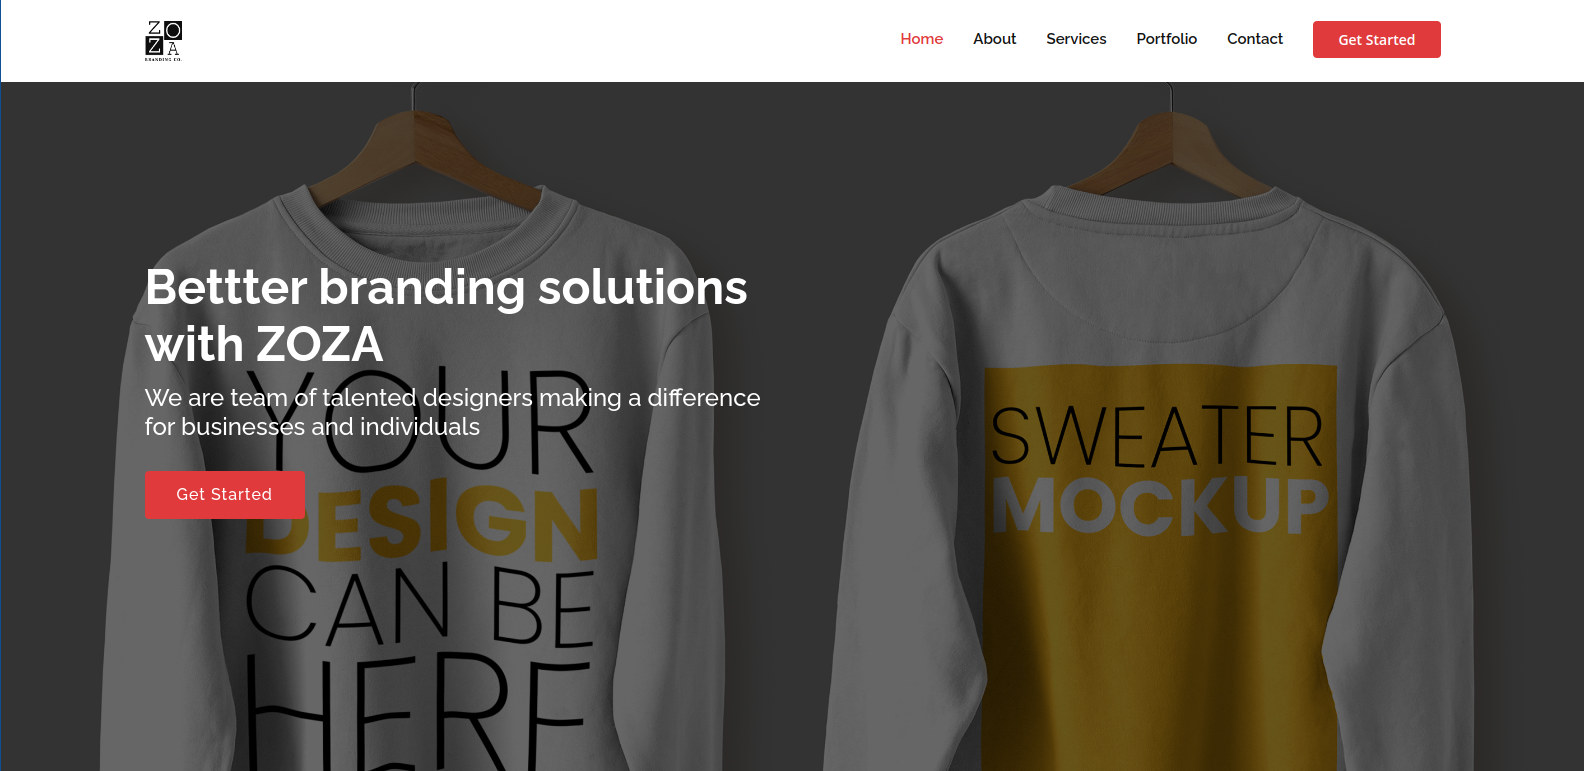 ZO
ZA
BRANDING CO.
Home About Services Portfolio Contact Get Started
Bettter branding solutions
with ZOZA
We are team of talented designers making a difference
for businesses and individuals
Get Started
YOUR
DESIGN
CAN BE
HERE
SWEATER
MOCKUP